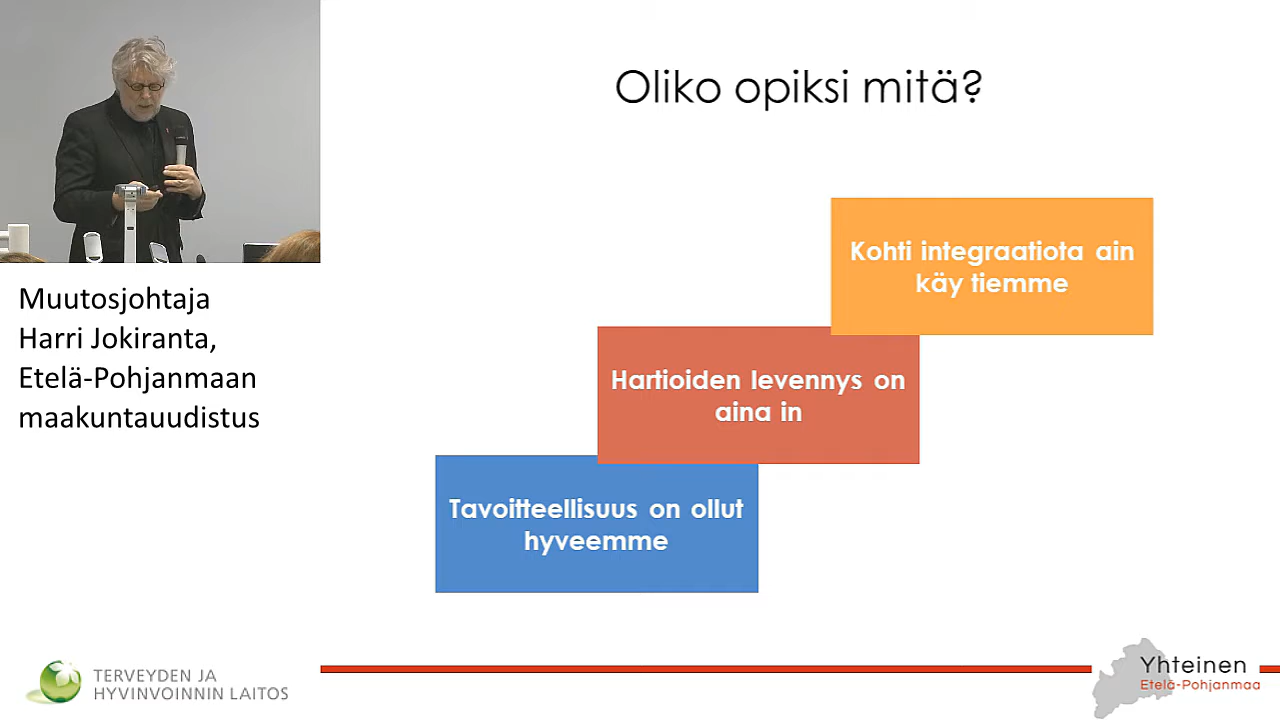 Oliko opiksi mitä?
Kohti integraatiota ain
käy tiemme
Hartioiden levennys on
aina in
Tavoitteellisuus on ollut
hyveemme
Muutosjohtaja
Harri Jokiranta,
Etelä-Pohjanmaan
maakuntauudistus
TERVEYDEN JA
HYVINVOINNIN LAITOS
Yhteinen
Etelä-Pohjanmaa